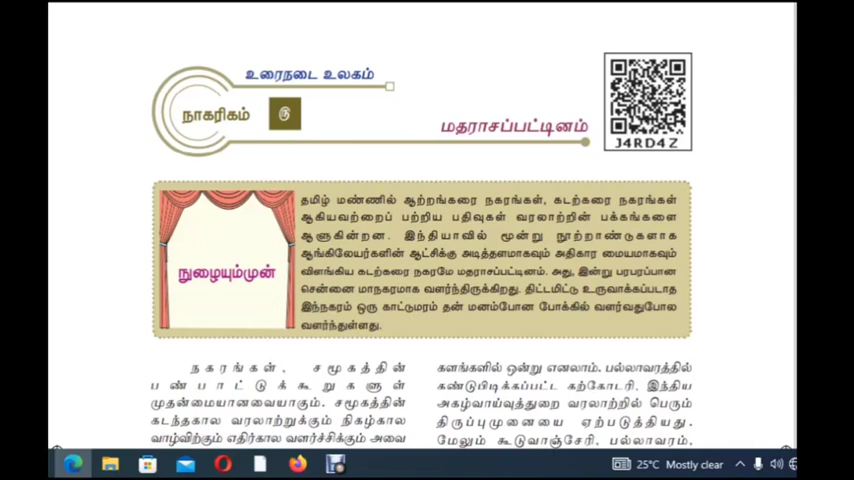 உரைநடை உலகம்
நாகரிகம்
௫
மதராசப்பட்டினம்
J4RD4Z
நுழையும்முன்
தமிழ் மண்ணில் ஆற்றங்கரை நகரங்கள், கடற்கரை நகரங்கள்
ஆகியவற்றைப் பற்றிய பதிவுகள் வரலாற்றின் பக்கங்களை
ஆளுகின்றன. இந்தியாவில் மூன்று நூற்றாண்டுகளாக
ஆங்கிலேயர்களின் ஆட்சிக்கு அடித்தளமாகவும் அதிகார மையமாகவும்
விளங்கிய கடற்கரை நகரமே மதராசப்பட்டினம். அது, இன்று பரபரப்பான
சென்னை மாநகரமாக வளர்ந்திருக்கிறது. திட்டமிட்டு உருவாக்கப்படாத
இந்நகரம் ஒரு காட்டுமரம் தன் மனம்போன போக்கில் வளர்வதுபோல
வளர்ந்துள்ளது.
நகரங்கள், சமூகத்தின்
பண்பாட்டுக்கூறுகளுள்
முதன்மையானவையாகும். சமூகத்தின்
கடந்தகால வரலாற்றுக்கும் நிகழ்கால
வாழ்விற்கும் எதிர்கால வளர்ச்சிக்கும் அவை
களங்களில் ஒன்று எனலாம். பல்லாவரத்தில்
கண்டுபிடிக்கப்பட்ட கற்கோடரி, இந்திய
அகழ்வாய்வுத்துறை வரலாற்றில் பெரும்
திருப்புமுனையை ஏற்படுத்தியது.
மேலும் கூடுவாஞ்சேரி, பல்லாவரம்,
25°C Mostly clear